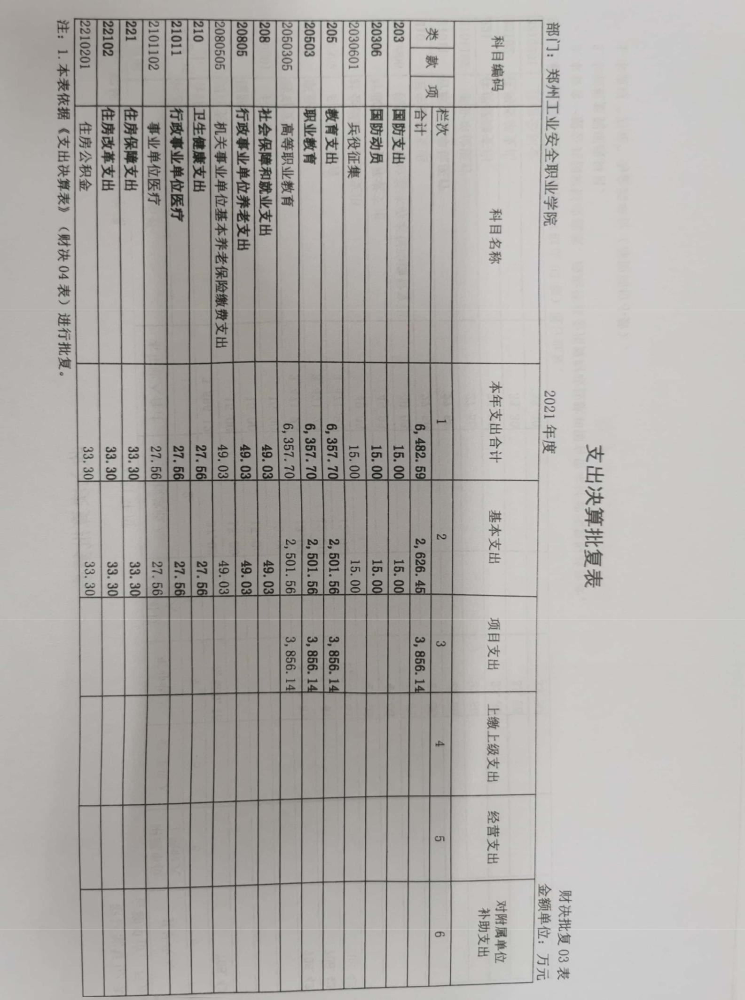 支出决算批复表
财决批复 03 表
部门：郑州工业安全职业学院 2021 年度 金额单位：万元
科目编码 科目名称 本年支出合计 基本支出 项目支出 上缴上级支出 经营支出 对附属单位
补助支出
类 款 项 栏次 1 2 3 4 5 6
合计 6,482.59 2,626.45 3,856.14
203 国防支出 15.00 15.00
20306 国防动员 15.00 15.00
2030601 兵役征集 15.00 15.00
205 教育支出 6,357.70 2,501.56 3,856.14
20503 职业教育 6,357.70 2,501.56 3,856.14
2050305 高等职业教育 6,357.70 2,501.56 3,856.14
208 社会保障和就业支出 49.03 49.03
20805 行政事业单位养老支出 49.03 49.03
2080505 机关事业单位基本养老保险缴费支出 49.03 49.03
210 卫生健康支出 27.56 27.56
21011 行政事业单位医疗 27.56 27.56
2101102 事业单位医疗 27.56 27.56
221 住房保障支出 33.30 33.30
22102 住房改革支出 33.30 33.30
2210201 住房公积金 33.30 33.30
注：1. 本表依据《支出决算表》（财决 04 表）进行批复。